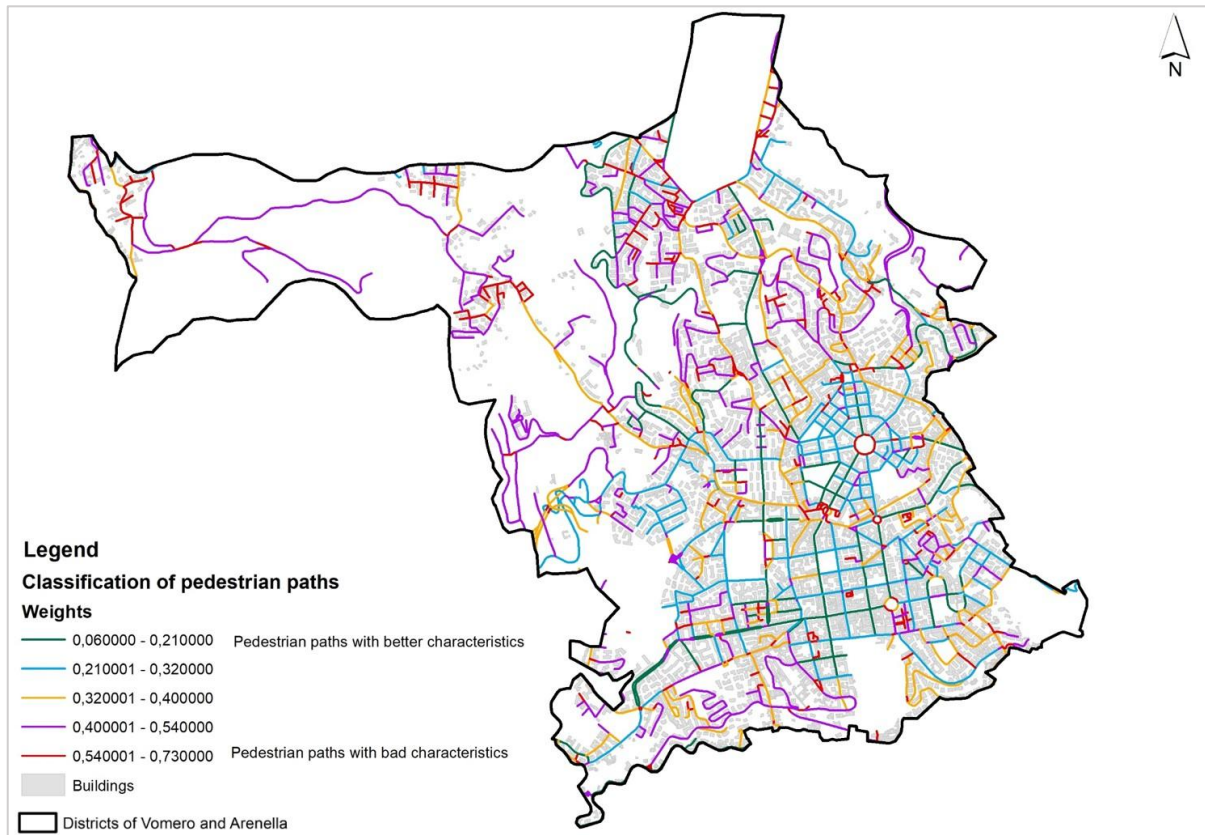 N
Legend
Classification of pedestrian paths
Weights
0,060000 - 0,210000 Pedestrian paths with better characteristics
0,210001 - 0,320000
0,320001 - 0,400000
0,400001 - 0,540000
0,540001 - 0,730000 Pedestrian paths with bad characteristics
Buildings
Districts of Vomero and Arenella